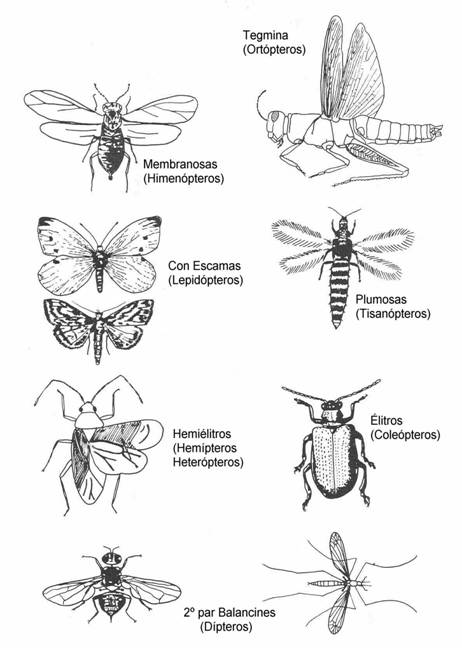 Tegmina
(Ortópteros)
Membranosas
(Himenópteros)
Con Escamas
(Lepidópteros)
Plumosas
(Tisanópteros)
Hemiélitros
(Hemípteros
Heterópteros)
Élitros
(Coleópteros)
2º par Balancines
(Dípteros)